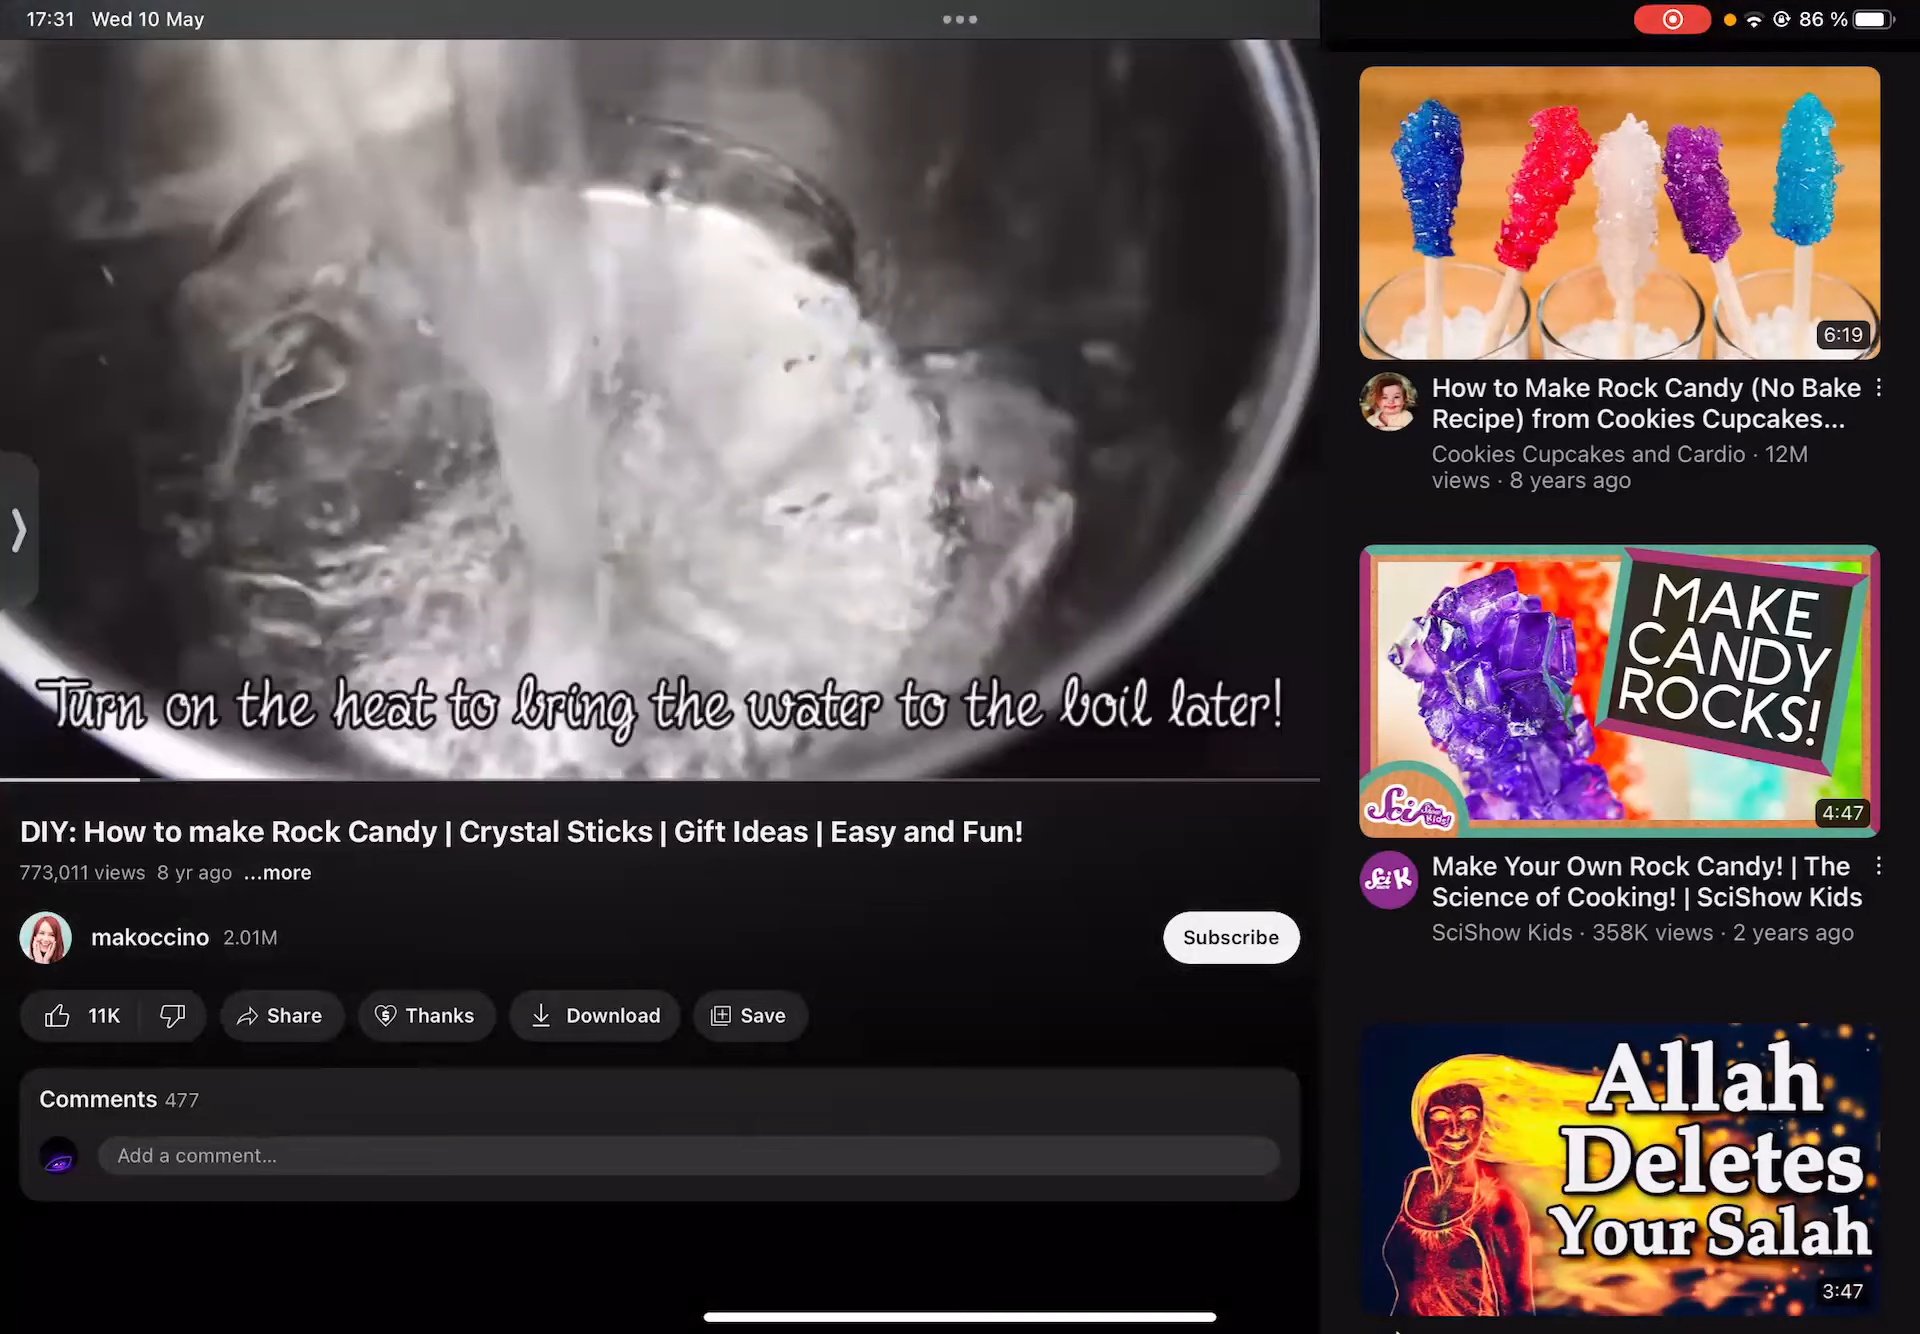 17:31 Wed 10 May
86 %
Turn on the heat to bring the water to the boil later!
DIY: How to make Rock Candy | Crystal Sticks | Gift Ideas | Easy and Fun!
773,011 views 8 yr ago ...more
makoccino 2.01M
Subscribe
11K
Share
Thanks
Download
Save
Comments 477
Add a comment...
6:19
How to Make Rock Candy (No Bake
Recipe) from Cookies Cupcakes...
Cookies Cupcakes and Cardio · 12M
views · 8 years ago
MAKE
CANDY
ROCKS!
SciShow Kids!
4:47
Sci K
Make Your Own Rock Candy! | The
Science of Cooking! | SciShow Kids
SciShow Kids · 358K views · 2 years ago
Allah
Deletes
Your Salah
3:47